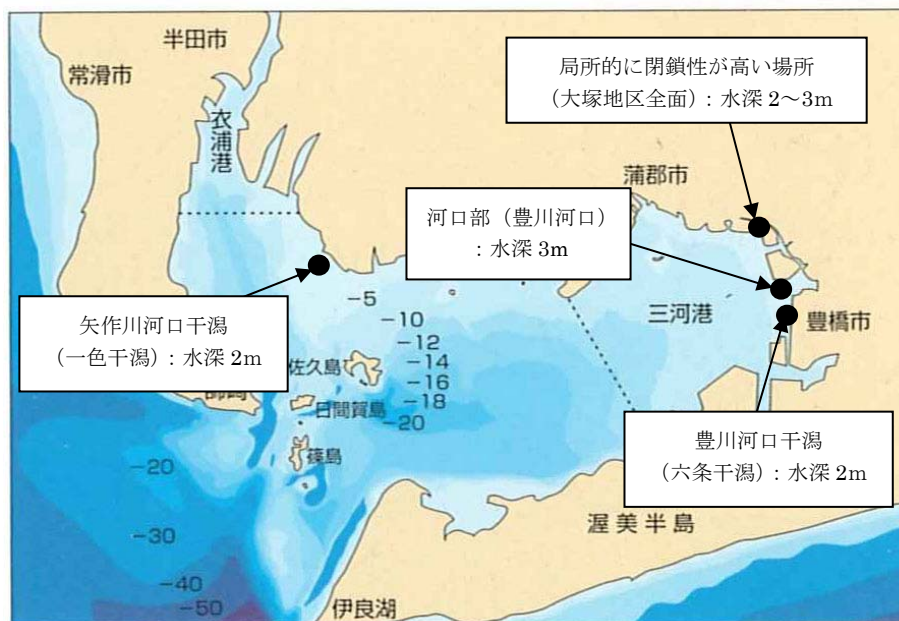 半田市
常滑市
衣浦港
局所的に閉鎖性が高い場所
（大塚地区全面）：水深 2～3m
蒲郡市
河口部（豊川河口）
：水深 3m
矢作川河口干潟
（一色干潟）：水深 2m
三河港
豊橋市
-5
-10
-12
-14
-16
-18
-20
佐久島
日間賀島
篠島
師崎
豊川河口干潟
（六条干潟）：水深 2m
渥美半島
-20
-30
-40
-50
伊良湖